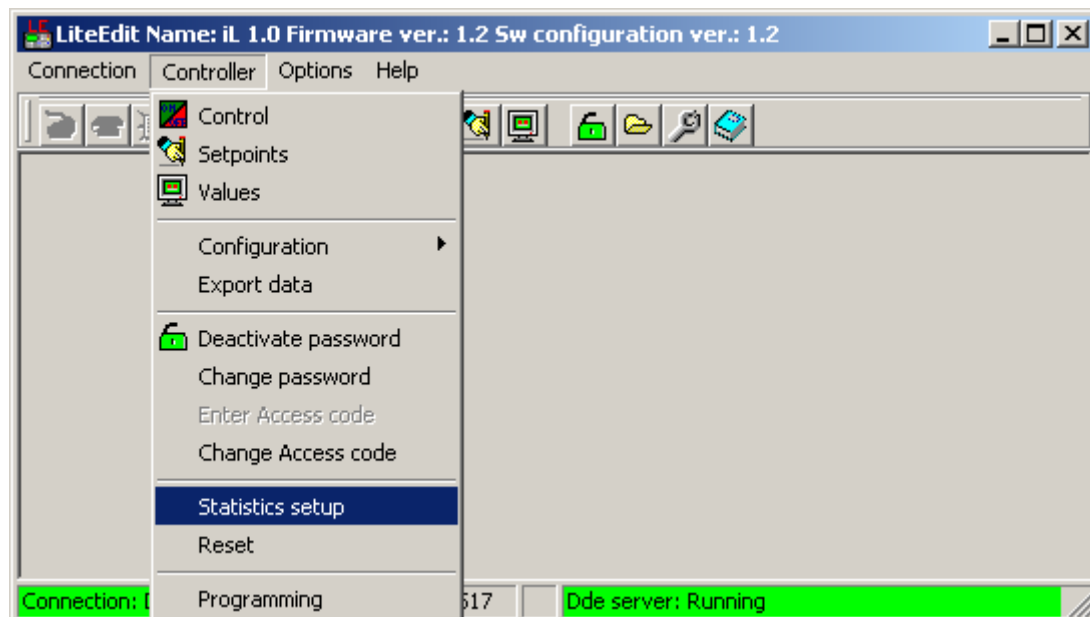 LiteEdit Name: iL 1.0 Firmware ver.: 1.2 Sw configuration ver.: 1.2
Connection Controller Options Help
Control
Setpoints
Values
Configuration
Export data
Deactivate password
Change password
Enter Access code
Change Access code
Statistics setup
Reset
Programming
Connection: 517 Dde server: Running